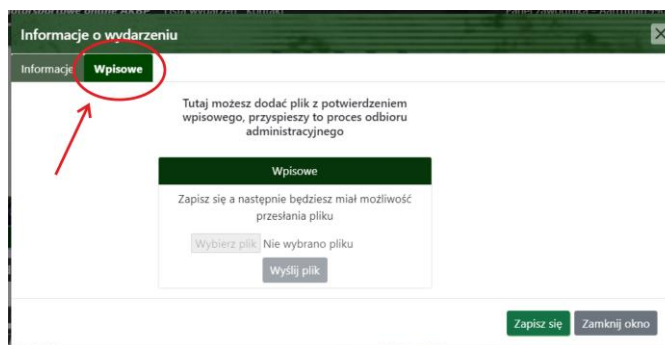 Informacje o wydarzeniu
Informacje Wpisowe
Tutaj możesz dodać plik z potwierdzeniem
wpisowego, przyspieszy to proces odbioru
administracyjnego
Wpisowe
Zapisz się a następnie będziesz miał możliwość
przesłania pliku
Wybierz plik Nie wybrano pliku
Wyślij plik
Zapisz się Zamknij okno